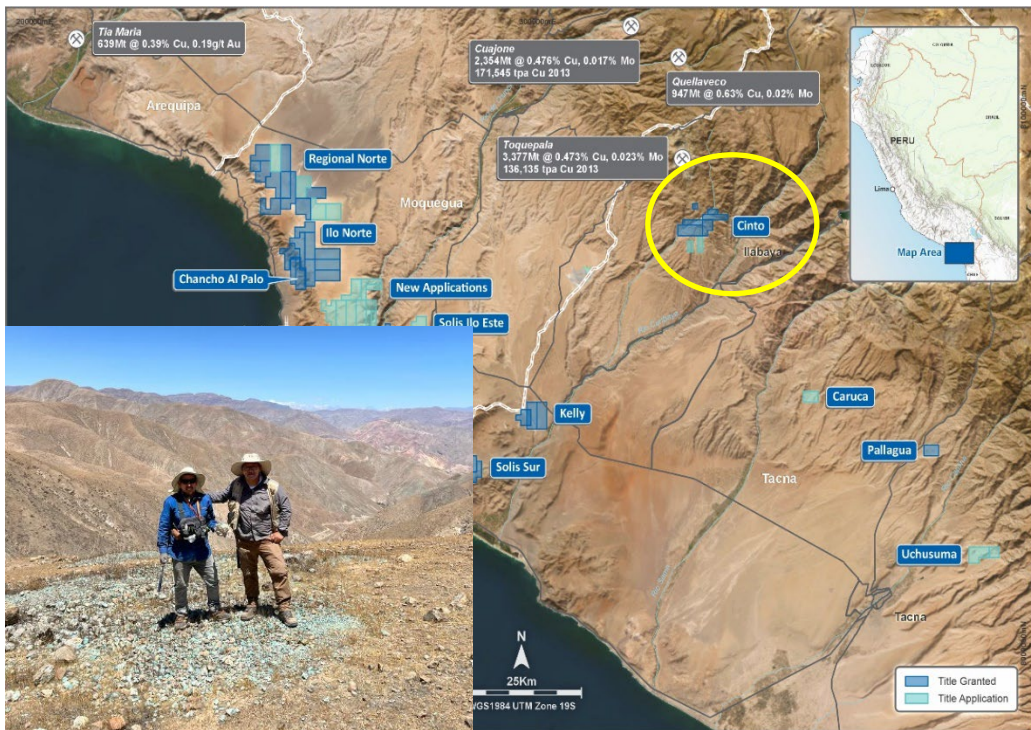 200000mE
300000mE
Tia Maria
639Mt @ 0.39% Cu, 0.19g/t Au
Cuajone
2,354Mt @ 0.476% Cu, 0.017% Mo
171,545 tpa Cu 2013
Quellaveco
947Mt @ 0.63% Cu, 0.02% Mo
Arequipa
Toquepala
3,377Mt @ 0.473% Cu, 0.023% Mo
136,135 tpa Cu 2013
Regional Norte
Moquegua
Ilo Norte
Cinto
Ilabaya
Chancho Al Palo
New Applications
Solis Ilo Este
PERU
Lima
Map Area
Kelly
Caruca
Pallagua
Solis Sur
Tacna
Uchusuma
Tacna
N
25Km
WGS1984 UTM Zone 19S
Title Granted
Title Application